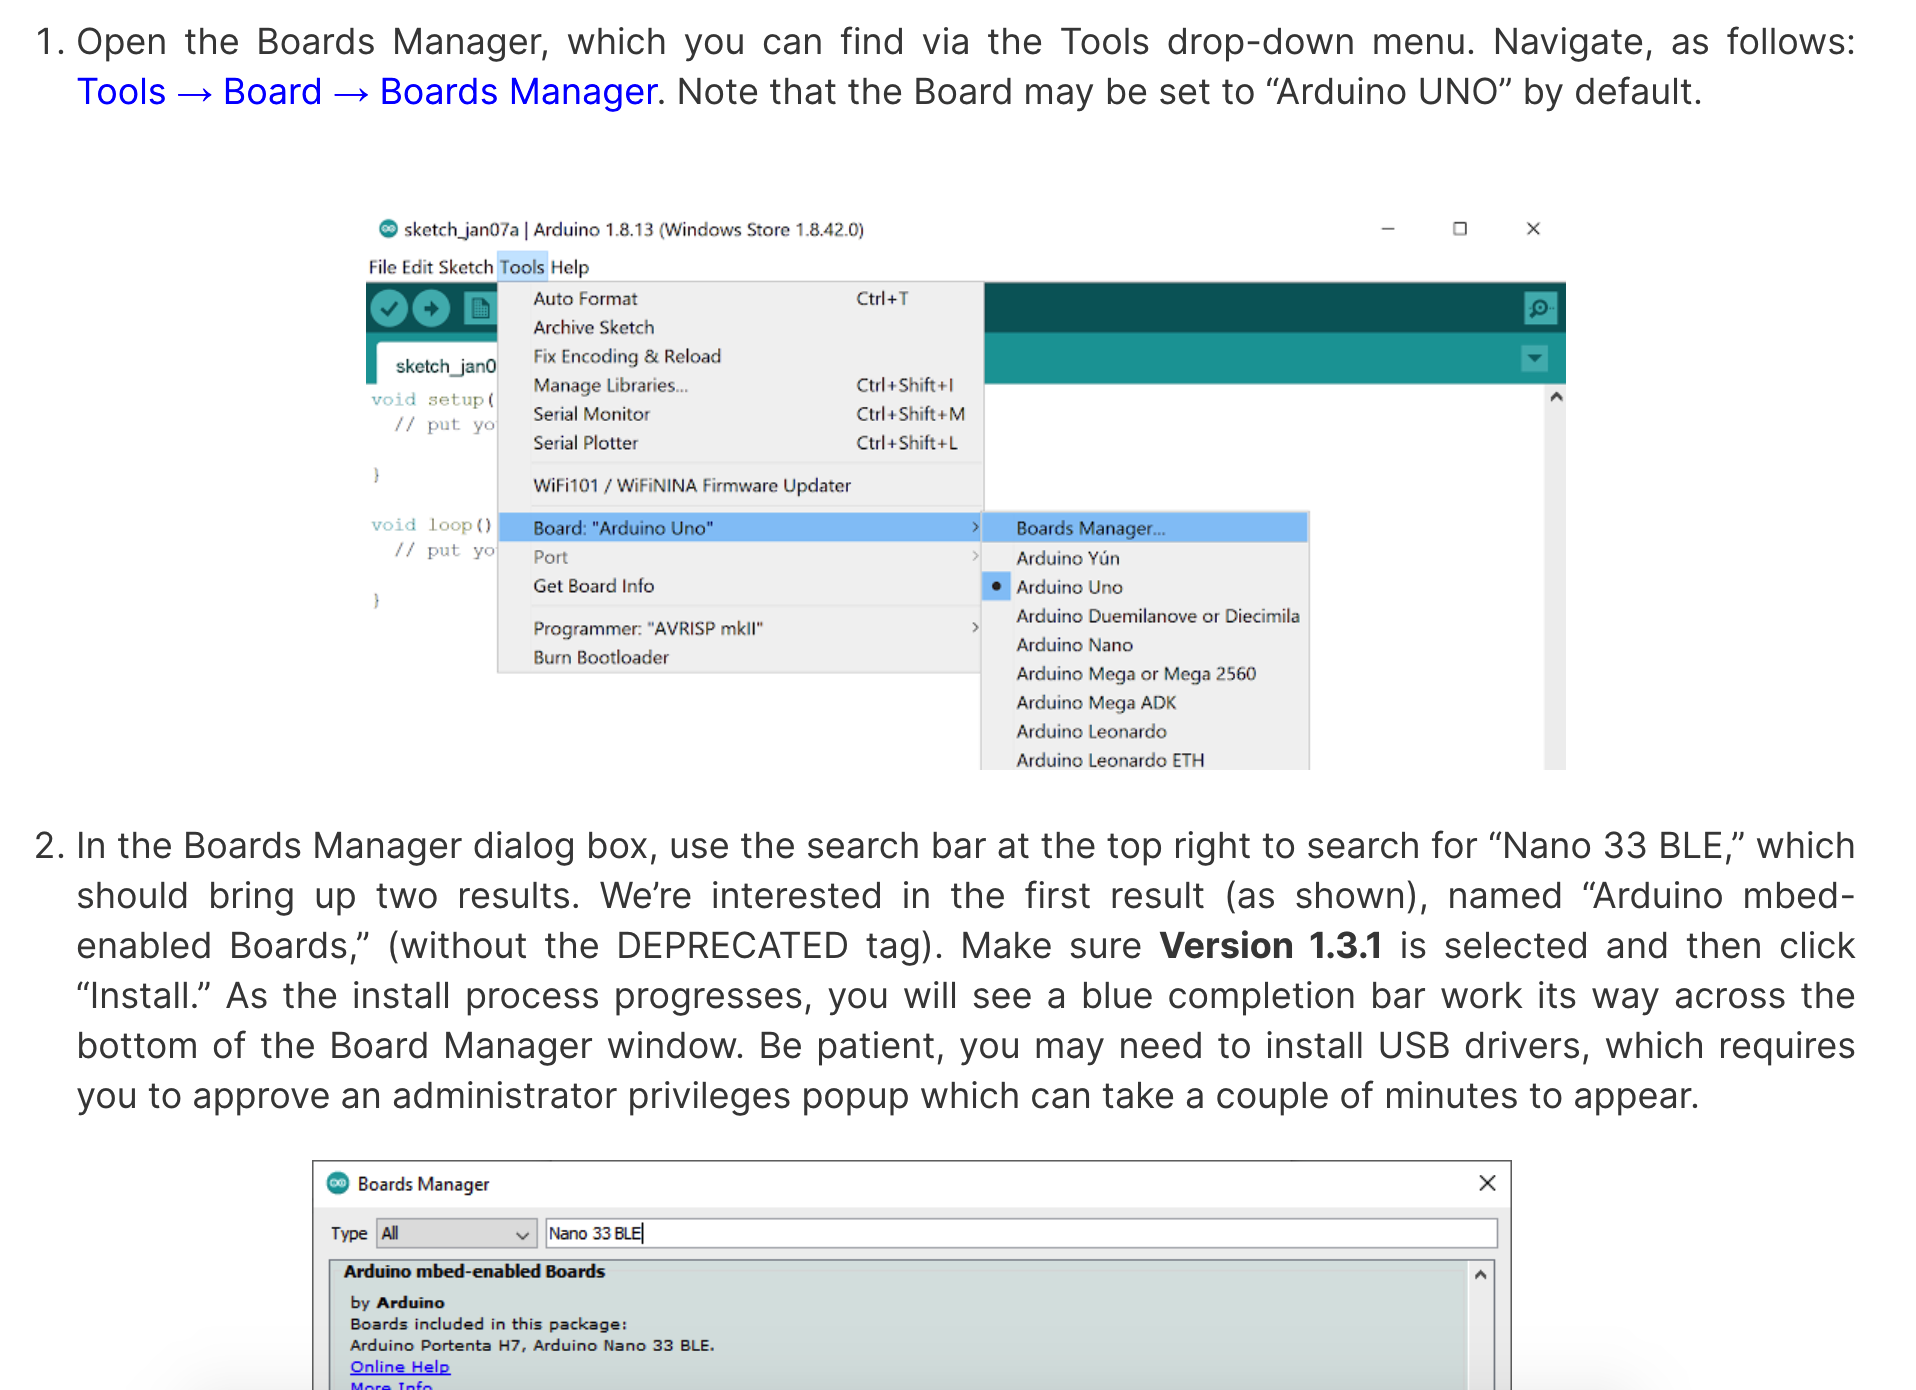 1. Open the Boards Manager, which you can find via the Tools drop-down menu. Navigate, as follows:
Tools → Board → Boards Manager. Note that the Board may be set to “Arduino UNO” by default.
sketch_jan07a | Arduino 1.8.13 (Windows Store 1.8.42.0)
File Edit Sketch Tools Help
Auto Format Ctrl+T
Archive Sketch
Fix Encoding & Reload
sketch_jan0
Manage Libraries... Ctrl+Shift+I
void setup(
Serial Monitor Ctrl+Shift+M
// put yo
Serial Plotter Ctrl+Shift+L
}
WiFi101 / WiFiNINA Firmware Updater
void loop()
Board: "Arduino Uno" > Boards Manager...
// put yo
Port > Arduino Yún
Get Board Info Arduino Uno
}
Arduino Duemilanove or Diecimila
Programmer: "AVRISP mkII" > Arduino Nano
Burn Bootloader
Arduino Mega or Mega 2560
Arduino Mega ADK
Arduino Leonardo
Arduino Leonardo ETH
2. In the Boards Manager dialog box, use the search bar at the top right to search for “Nano 33 BLE,” which
should bring up two results. We’re interested in the first result (as shown), named “Arduino mbed-
enabled Boards,” (without the DEPRECATED tag). Make sure Version 1.3.1 is selected and then click
“Install.” As the install process progresses, you will see a blue completion bar work its way across the
bottom of the Board Manager window. Be patient, you may need to install USB drivers, which requires
you to approve an administrator privileges popup which can take a couple of minutes to appear.
Boards Manager
Type All Nano 33 BLE
Arduino mbed-enabled Boards
by Arduino
Boards included in this package:
Arduino Portenta H7, Arduino Nano 33 BLE.
Online Help
More Info